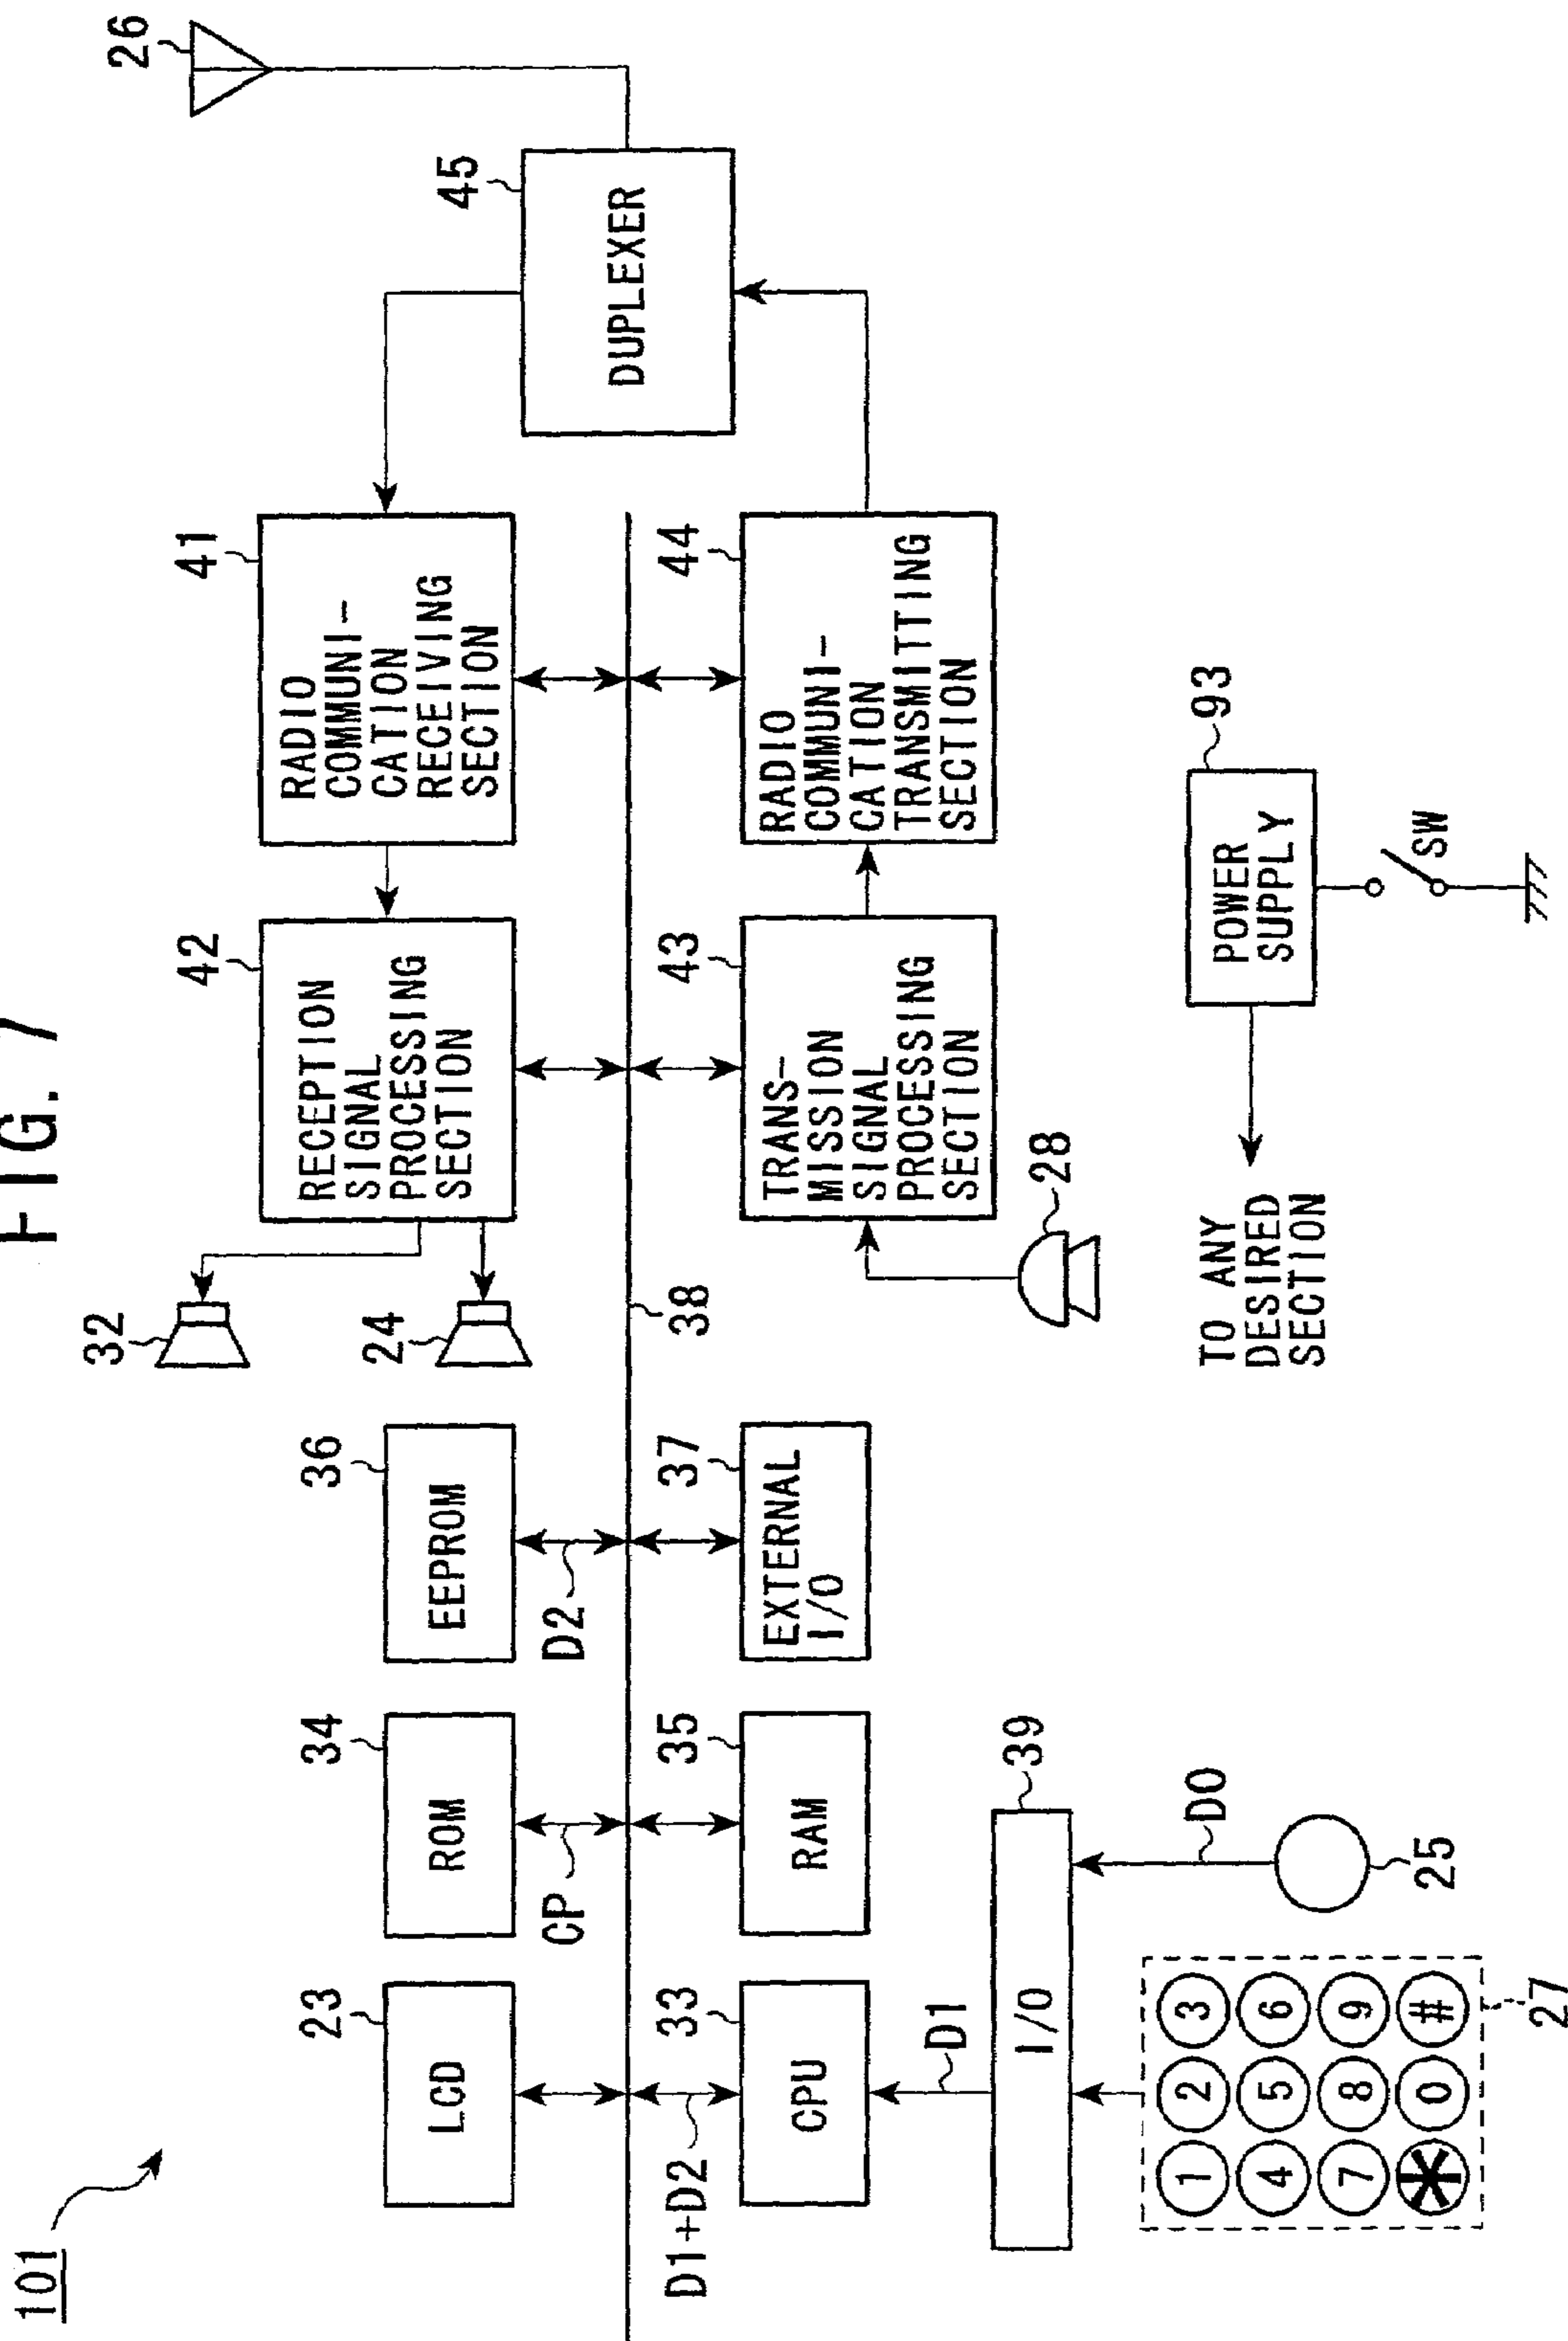 FIG. 7
101
26
45
DUPLEXER
41
RADIO
COMMUNI-
CATION
RECEIVING
SECTION
42
RECEPTION
SIGNAL
PROCESSING
SECTION
32
24
36
EEPROM
D2
34
ROM
CP
23
LCD
38
44
RADIO
COMMUNI-
CATION
TRANSMITTING
SECTION
43
TRANS-
MISSION
SIGNAL
PROCESSING
SECTION
28
37
EXTERNAL
I/O
35
RAM
33
CPU
D1+D2
D1
39
I/O
D0
25
1 2 3
4 5 6
7 8 9
* 0 #
27
93
POWER
SUPPLY
SW
TO ANY
DESIRED
SECTION